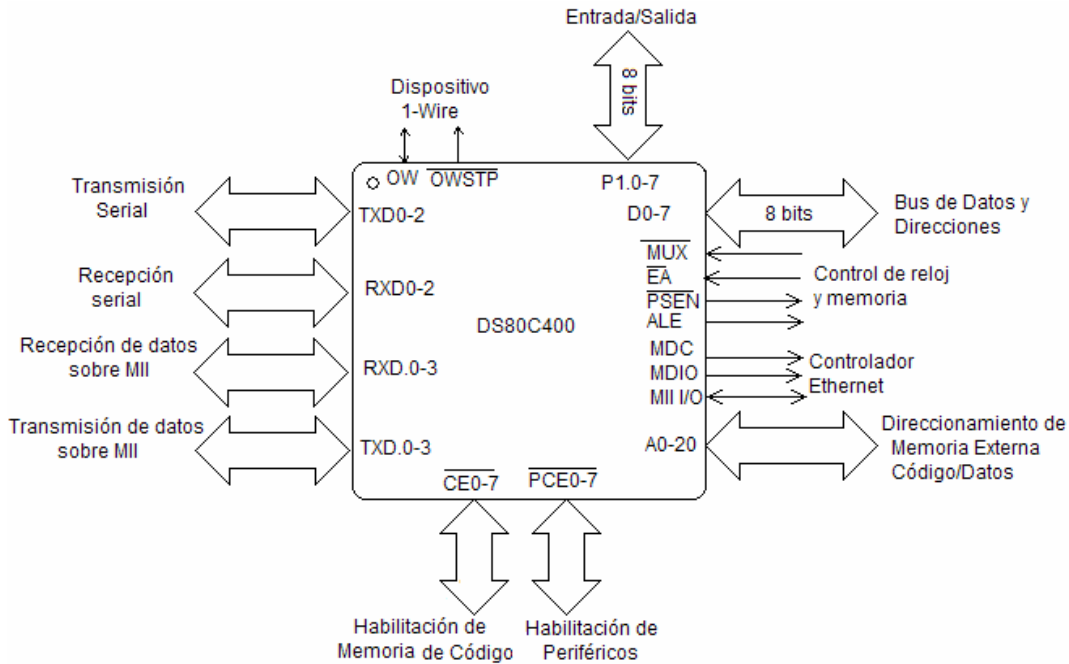 Entrada/Salida
8 bits
Dispositivo
1-Wire
OW OWSTP
P1.0-7
Transmisión
Serial
TXD0-2
D0-7
8 bits
Bus de Datos y
Direcciones
MUX
EA
PSEN
ALE
Control de reloj
y memoria
Recepción
serial
RXD0-2
DS80C400
Recepción de datos
sobre MII
RXD.0-3
MDC
MDIO
MII I/O
Controlador
Ethernet
Transmisión de datos
sobre MII
TXD.0-3
A0-20
Direccionamiento de
Memoria Externa
Código/Datos
CE0-7
PCE0-7
Habilitación de
Memoria de Código
Habilitación de
Periféricos